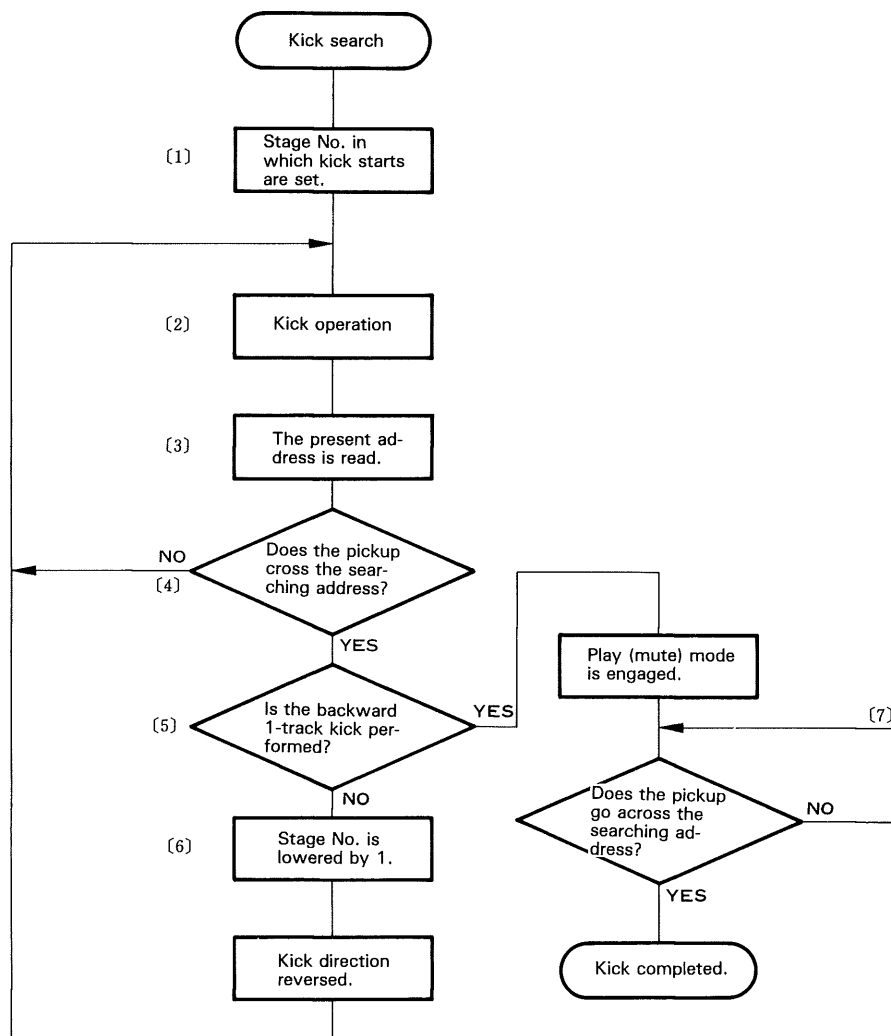 Kick search
[1]
Stage No. in
which kick starts
are set.
[2]
Kick operation
[3]
The present ad-
dress is read.
NO
[4]
Does the pickup
cross the sear-
ching address?
YES
[5]
Is the backward
1-track kick per-
formed?
YES
NO
[6]
Stage No. is
lowered by 1.
Kick direction
reversed.
Play (mute) mode
is engaged.
[7]
Does the pickup
go across the
searching ad-
dress?
NO
YES
Kick completed.